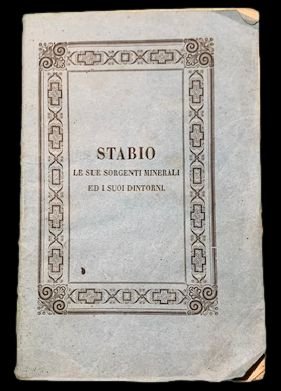 STABIO
LE SUE SORGENTI MINERALI
ED I SUOI DINTORNI.